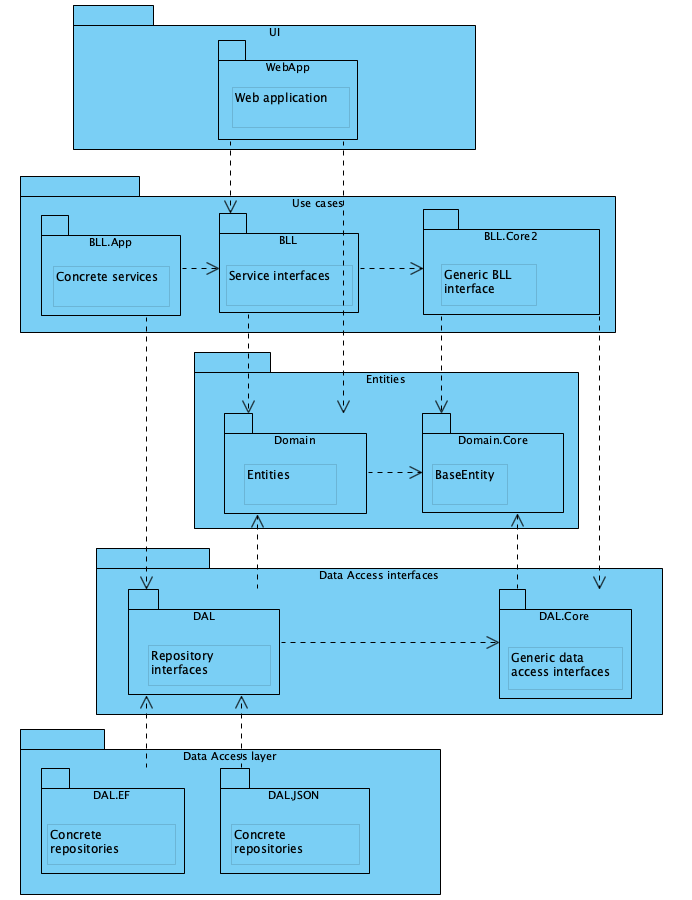 UI
WebApp
Web application
Use cases
BLL.App
BLL
BLL.Core2
Concrete services
Service interfaces
Generic BLL
interface
Entities
Domain
Domain.Core
Entities
BaseEntity
Data Access interfaces
DAL
DAL.Core
Repository
interfaces
Generic data
access interfaces
Data Access layer
DAL.EF
DAL.JSON
Concrete
repositories
Concrete
repositories